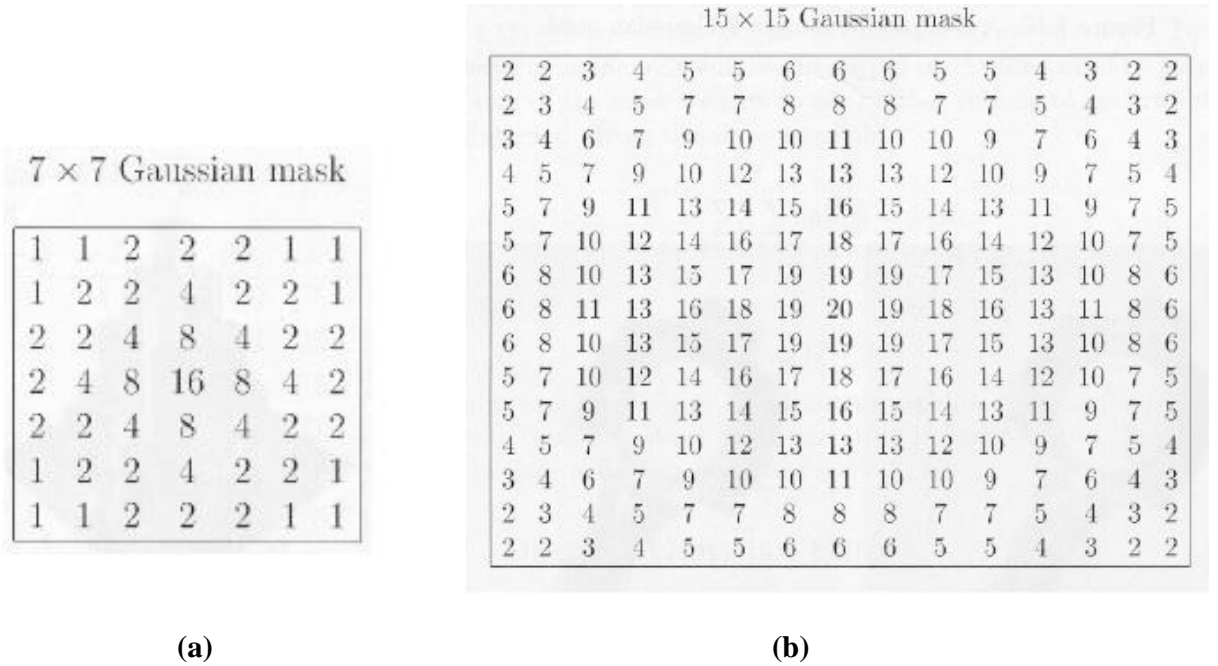 7 × 7 Gaussian mask
1 1 2 2 2 1 1
1 2 2 4 2 2 1
2 2 4 8 4 2 2
2 4 8 16 8 4 2
2 2 4 8 4 2 2
1 2 2 4 2 2 1
1 1 2 2 2 1 1
(a)
15 × 15 Gaussian mask
2 2 3 4 5 5 6 6 6 5 5 4 3 2 2
2 3 4 5 7 7 8 8 8 7 7 5 4 3 2
3 4 6 7 9 10 10 11 10 10 9 7 6 4 3
4 5 7 9 10 12 13 13 13 12 10 9 7 5 4
5 7 9 11 13 14 15 16 15 14 13 11 9 7 5
5 7 10 12 14 16 17 18 17 16 14 12 10 7 5
6 8 10 13 15 17 19 19 19 17 15 13 10 8 6
6 8 11 13 16 18 19 20 19 18 16 13 11 8 6
6 8 10 13 15 17 19 19 19 17 15 13 10 8 6
5 7 10 12 14 16 17 18 17 16 14 12 10 7 5
5 7 9 11 13 14 15 16 15 14 13 11 9 7 5
4 5 7 9 10 12 13 13 13 12 10 9 7 5 4
3 4 6 7 9 10 10 11 10 10 9 7 6 4 3
2 3 4 5 7 7 8 8 8 7 7 5 4 3 2
2 2 3 4 5 5 6 6 6 5 5 4 3 2 2
(b)